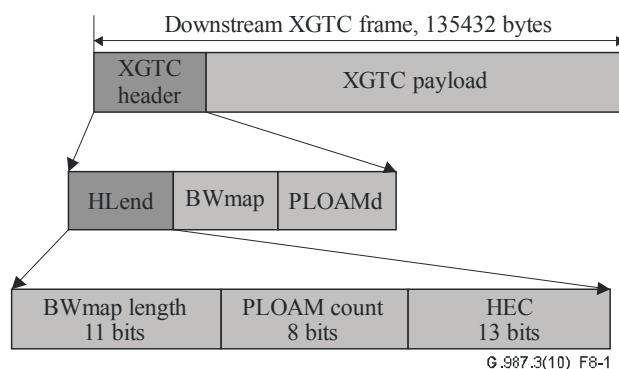 Downstream XGTC frame, 135432 bytes
XGTC
header
XGTC payload
HLend
BWmap
PLOAMd
BWmap length
11 bits
PLOAM count
8 bits
HEC
13 bits
G.987.3(10)_F8-1